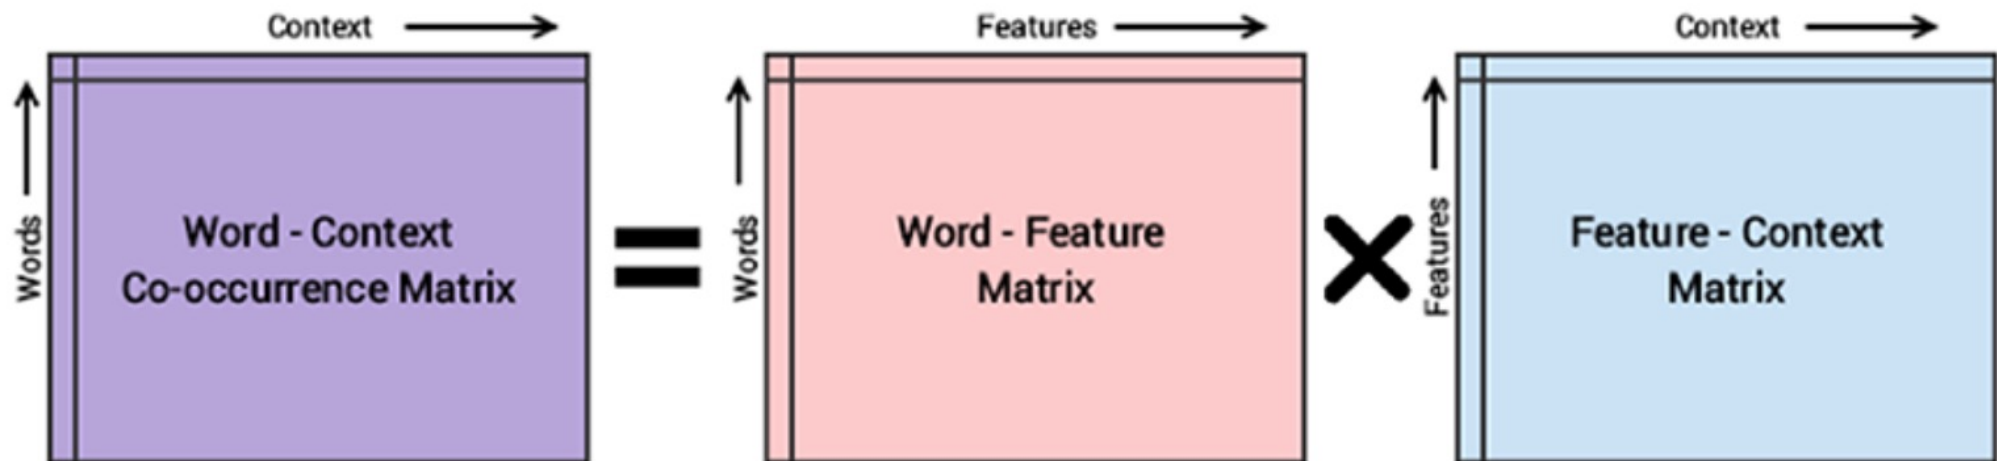 Context
Features
Context
Words
Word - Context
Co-occurrence Matrix
Words
Word - Feature
Matrix
Features
Feature - Context
Matrix